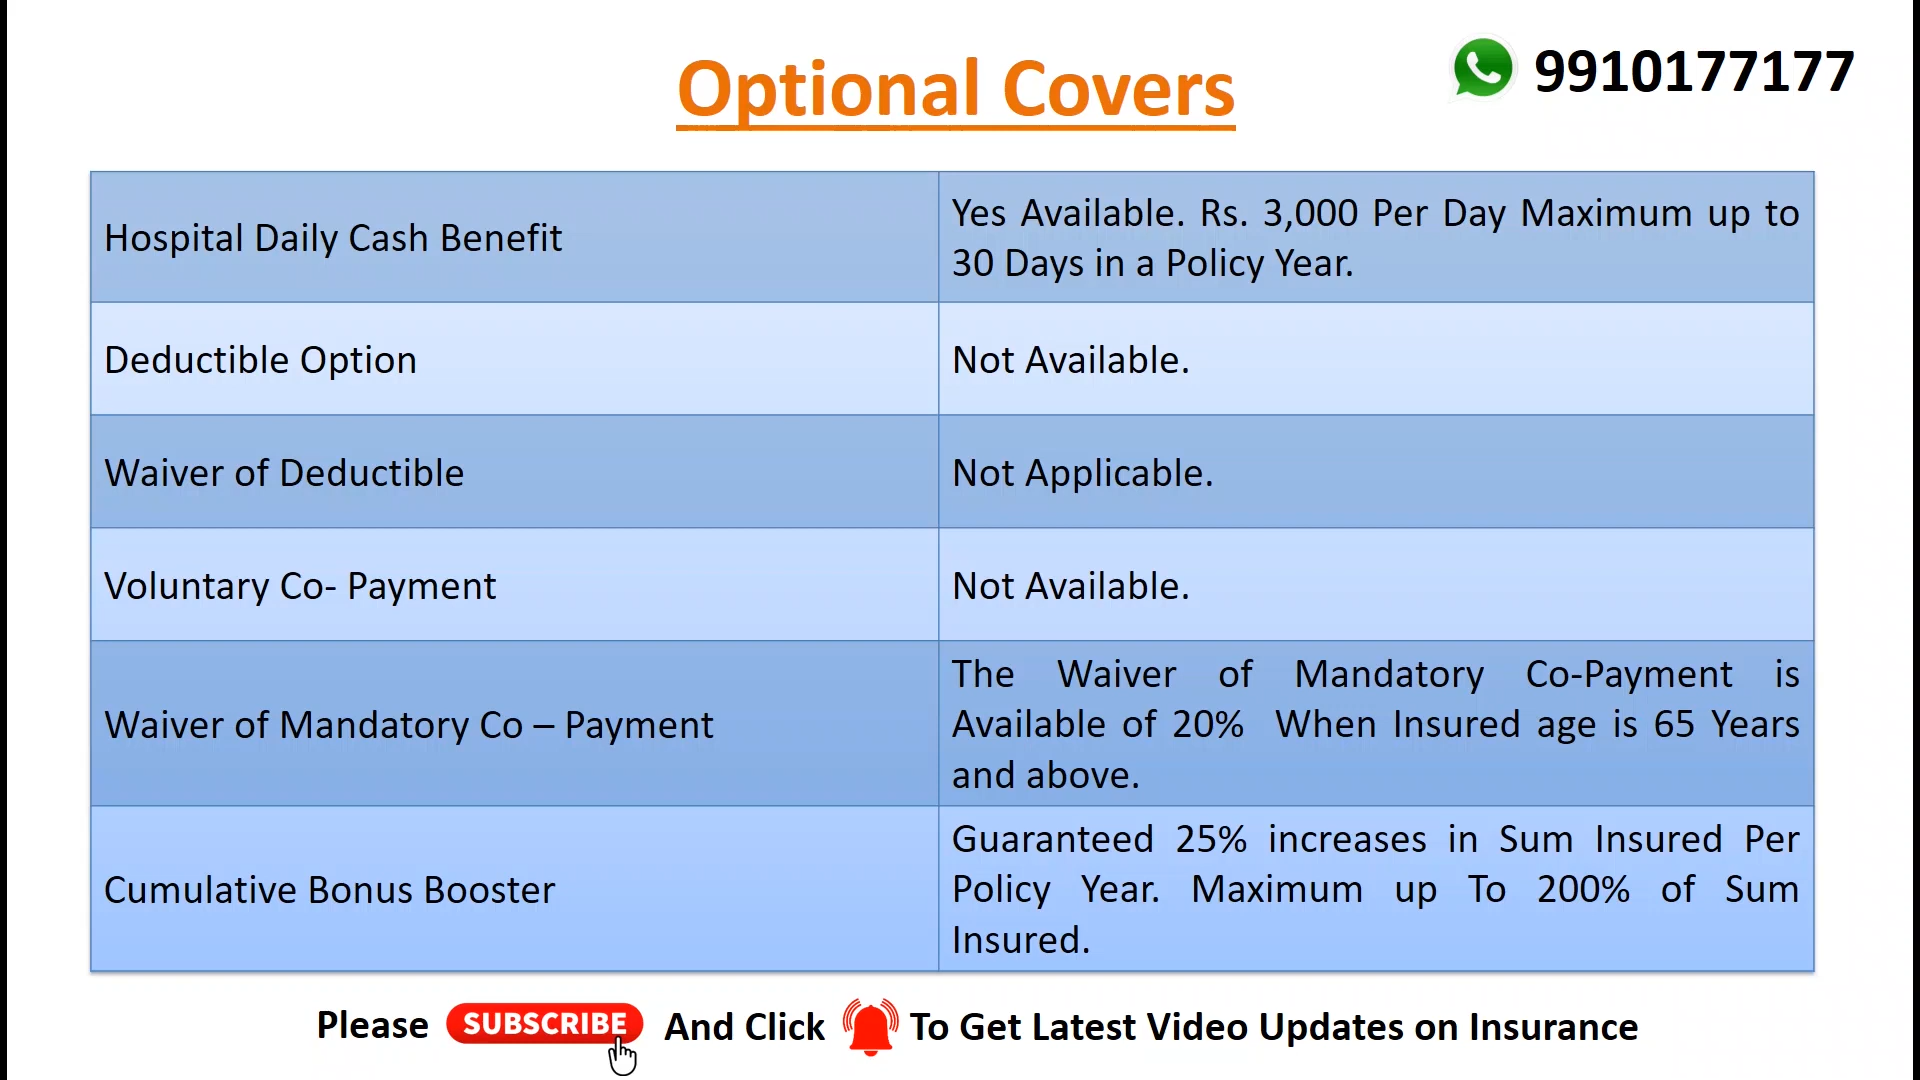 Optional Covers
9910177177
Hospital Daily Cash Benefit
Yes Available. Rs. 3,000 Per Day Maximum up to
30 Days in a Policy Year.
Deductible Option
Not Available.
Waiver of Deductible
Not Applicable.
Voluntary Co- Payment
Not Available.
Waiver of Mandatory Co – Payment
The Waiver of Mandatory Co-Payment is
Available of 20% When Insured age is 65 Years
and above.
Cumulative Bonus Booster
Guaranteed 25% increases in Sum Insured Per
Policy Year. Maximum up To 200% of Sum
Insured.
Please SUBSCRIBE And Click To Get Latest Video Updates on Insurance